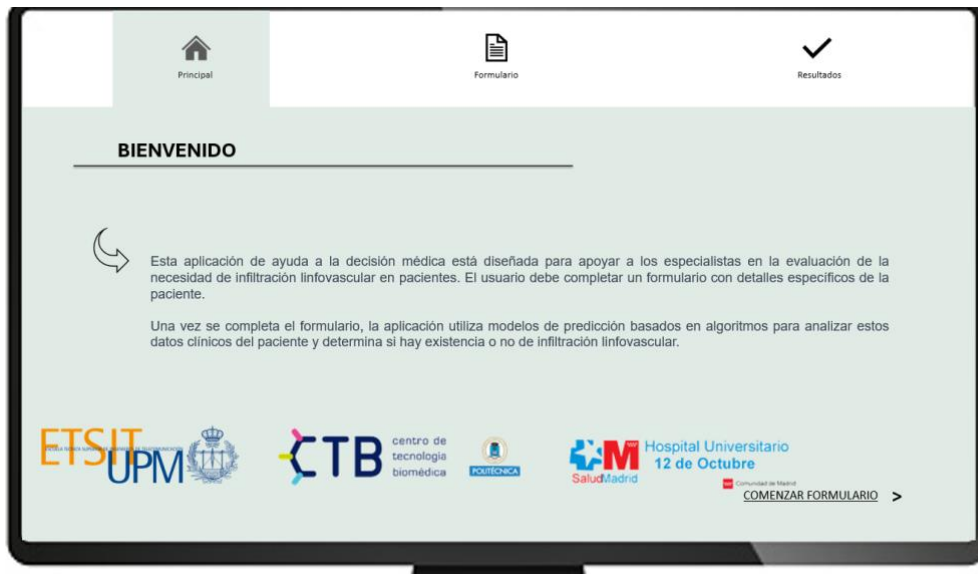 Principal
Formulario
Resultados
BIENVENIDO
Esta aplicación de ayuda a la decisión médica está diseñada para apoyar a los especialistas en la evaluación de la
necesidad de infiltración linfovascular en pacientes. El usuario debe completar un formulario con detalles específicos de la
paciente.
Una vez se completa el formulario, la aplicación utiliza modelos de predicción basados en algoritmos para analizar estos
datos clínicos del paciente y determina si hay existencia o no de infiltración linfovascular.
ETSIT
UPM
CTB
centro de
tecnología
biomédica
POLITÉCNICA
SaludMadrid
Hospital Universitario
12 de Octubre
Comunidad de Madrid
COMENZAR FORMULARIO >